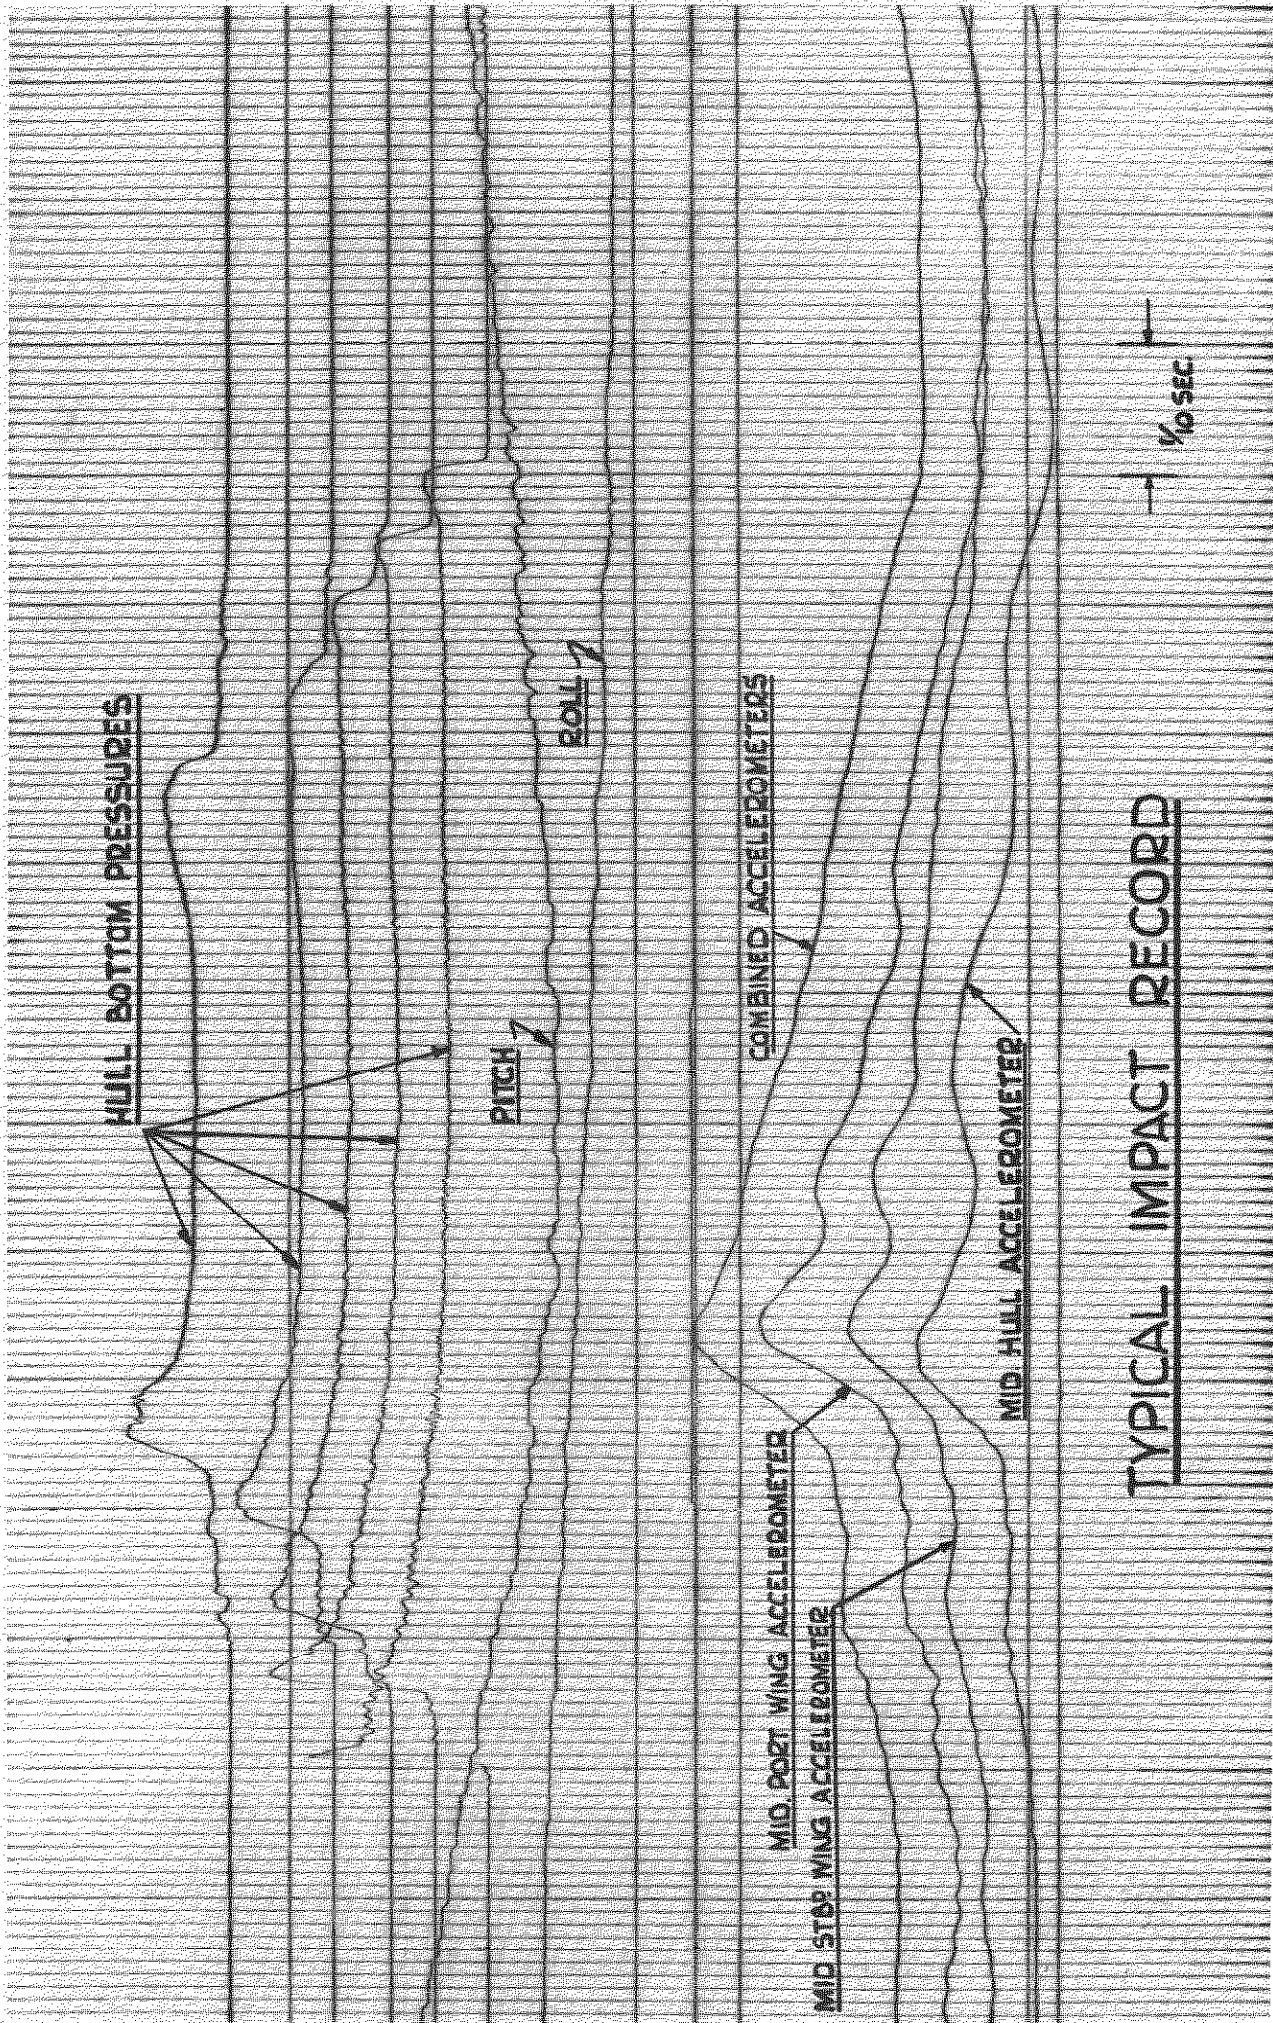 HULL BOTTOM PRESSURES
PITCH
ROLL
COMBINED ACCELEROMETERS
MID. PORT WING ACCELEROMETER
MID STBD WING ACCELEROMETER
MID HULL ACCELEROMETER
1/10 SEC.
TYPICAL IMPACT RECORD